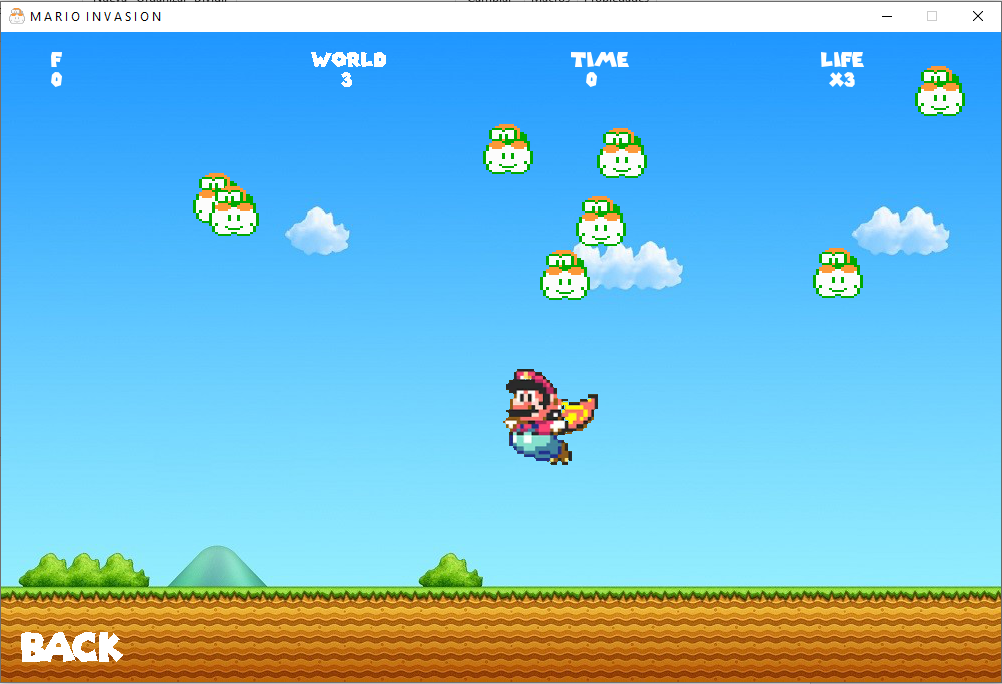 MARIO INVASION
F
0
WORLD
3
TIME
0
LIFE
X3
BACK